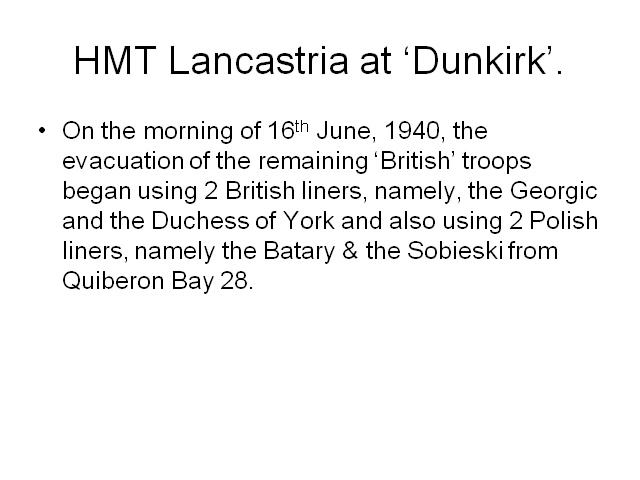 HMT Lancastria at ‘Dunkirk’.
• On the morning of 16th June, 1940, the
evacuation of the remaining ‘British’ troops
began using 2 British liners, namely, the Georgic
and the Duchess of York and also using 2 Polish
liners, namely the Batary & the Sobieski from
Quiberon Bay 28.